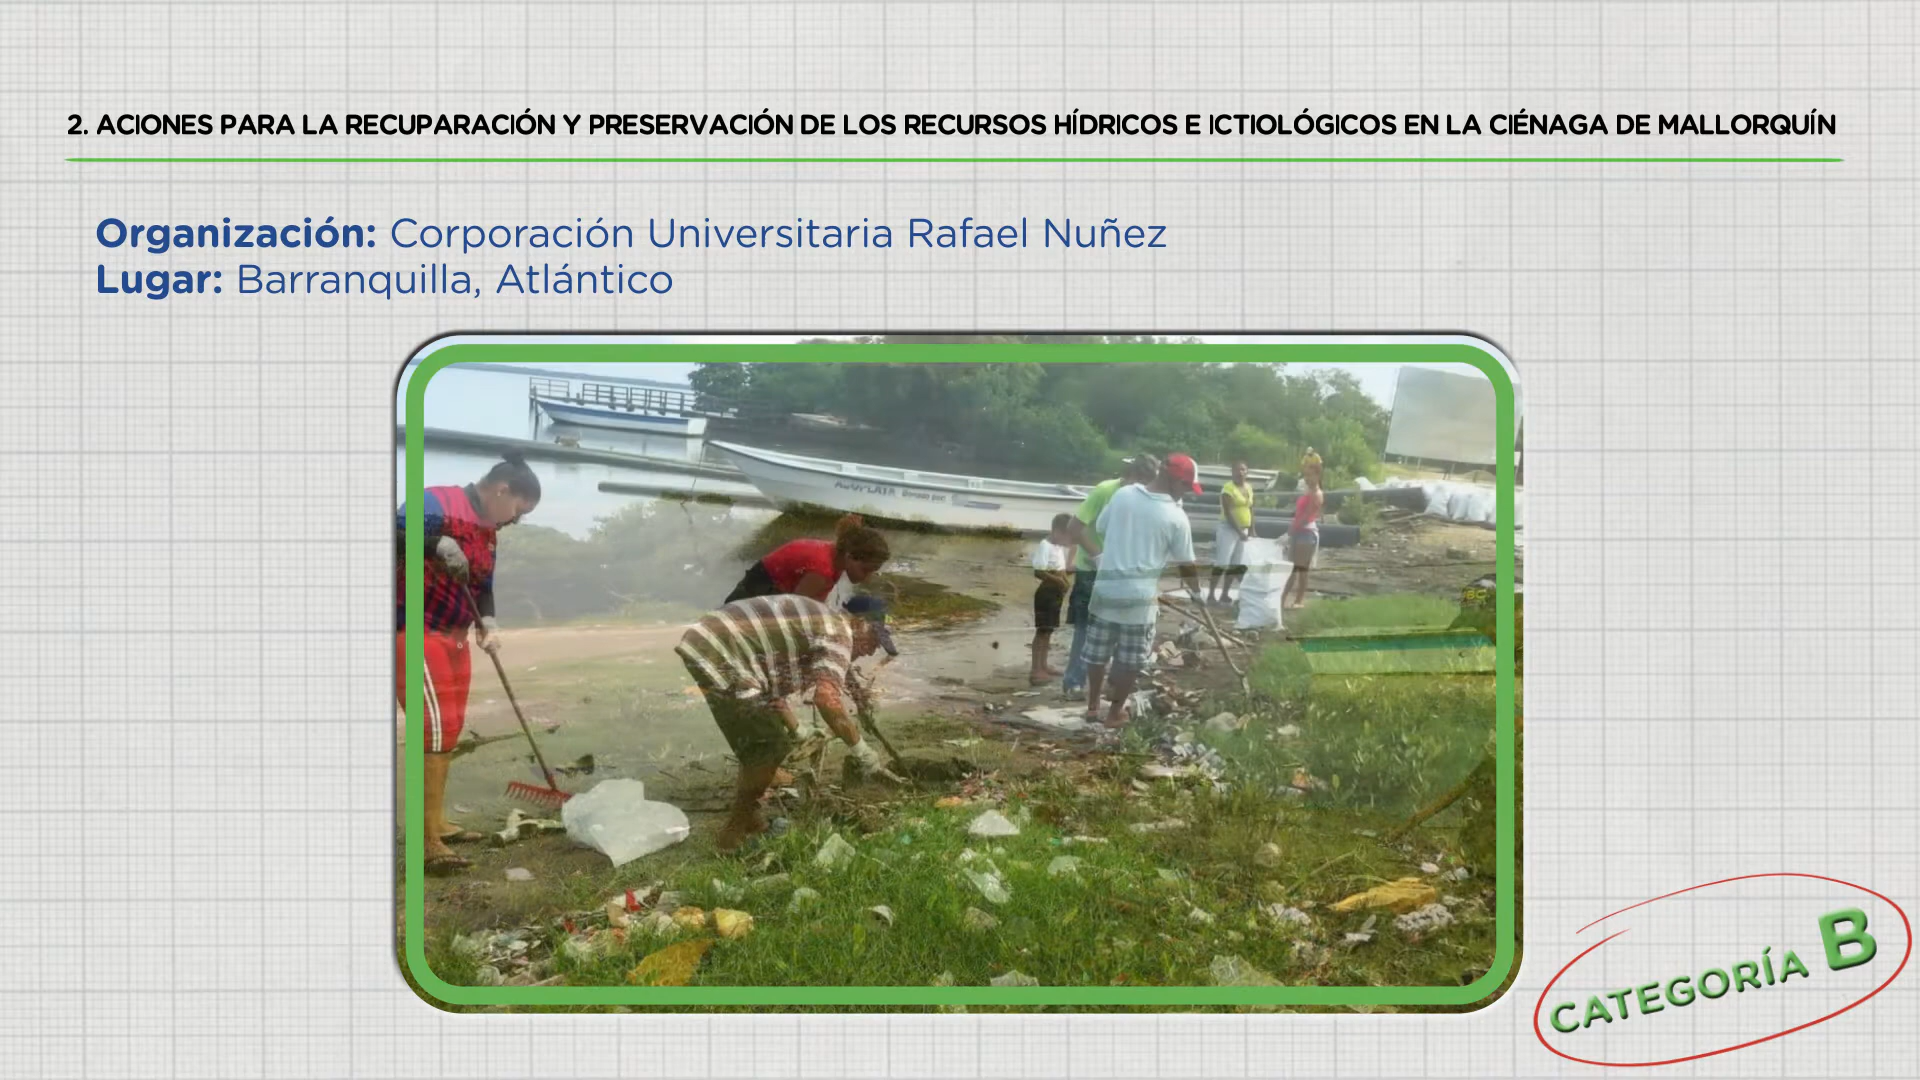 2. ACIONES PARA LA RECUPARACIÓN Y PRESERVACIÓN DE LOS RECURSOS HÍDRICOS E ICTIOLÓGICOS EN LA CIÉNAGA DE MALLORQUÍN
Organización: Corporación Universitaria Rafael Nuñez
Lugar: Barranquilla, Atlántico
CATEGORÍA B